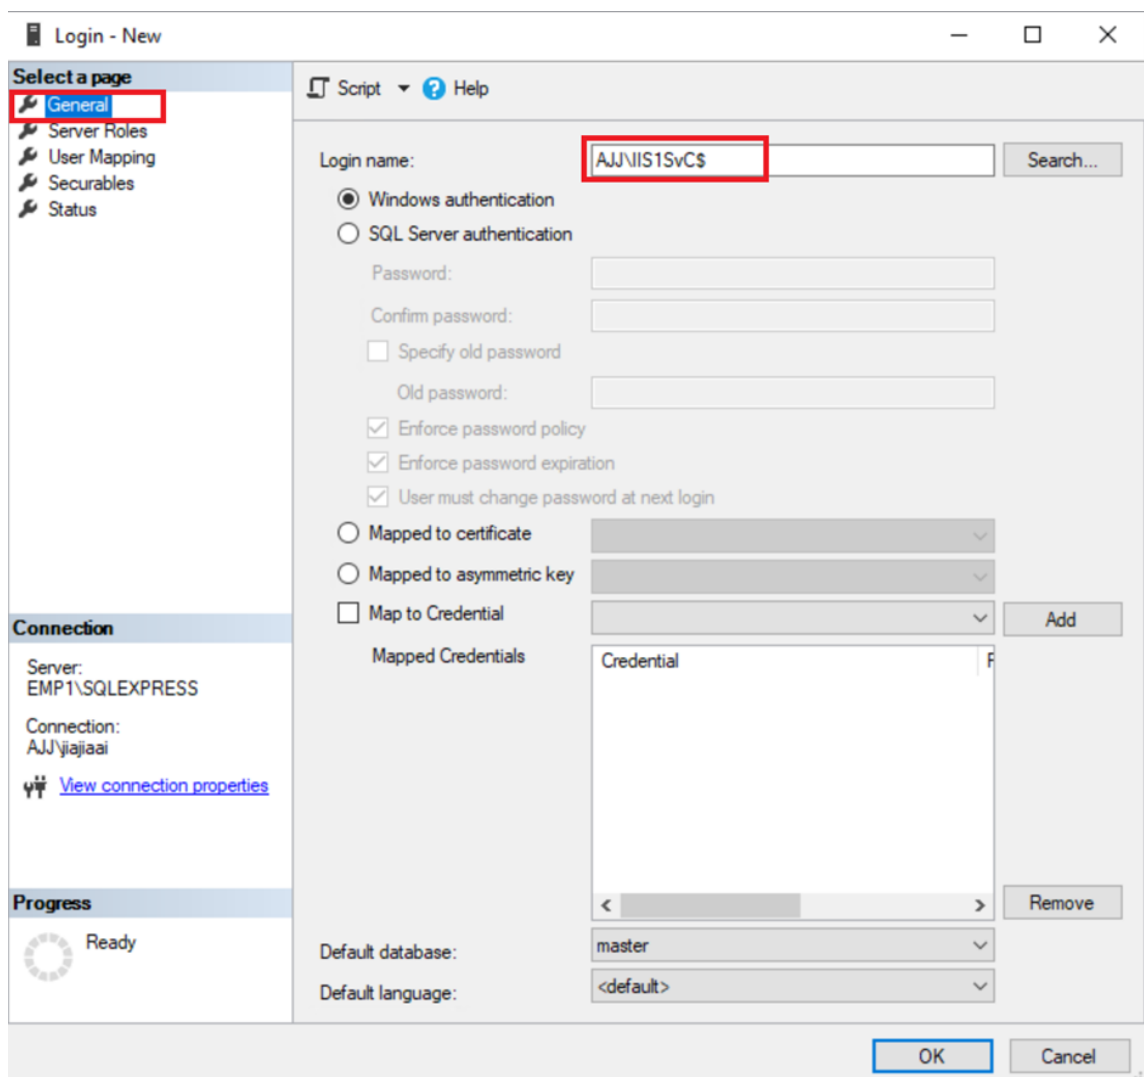 Login - New
Select a page
General
Server Roles
User Mapping
Securables
Status
Script
Help
Login name:
AJJ\IIS1SvC$
Search...
Windows authentication
SQL Server authentication
Password:
Confirm password:
Specify old password
Old password:
Enforce password policy
Enforce password expiration
User must change password at next login
Mapped to certificate
Mapped to asymmetric key
Map to Credential
Add
Mapped Credentials
Credential
Remove
Default database:
master
Default language:
<default>
Connection
Server:
EMP1\SQLEXPRESS
Connection:
AJJ\jiajiaai
View connection properties
Progress
Ready
OK
Cancel